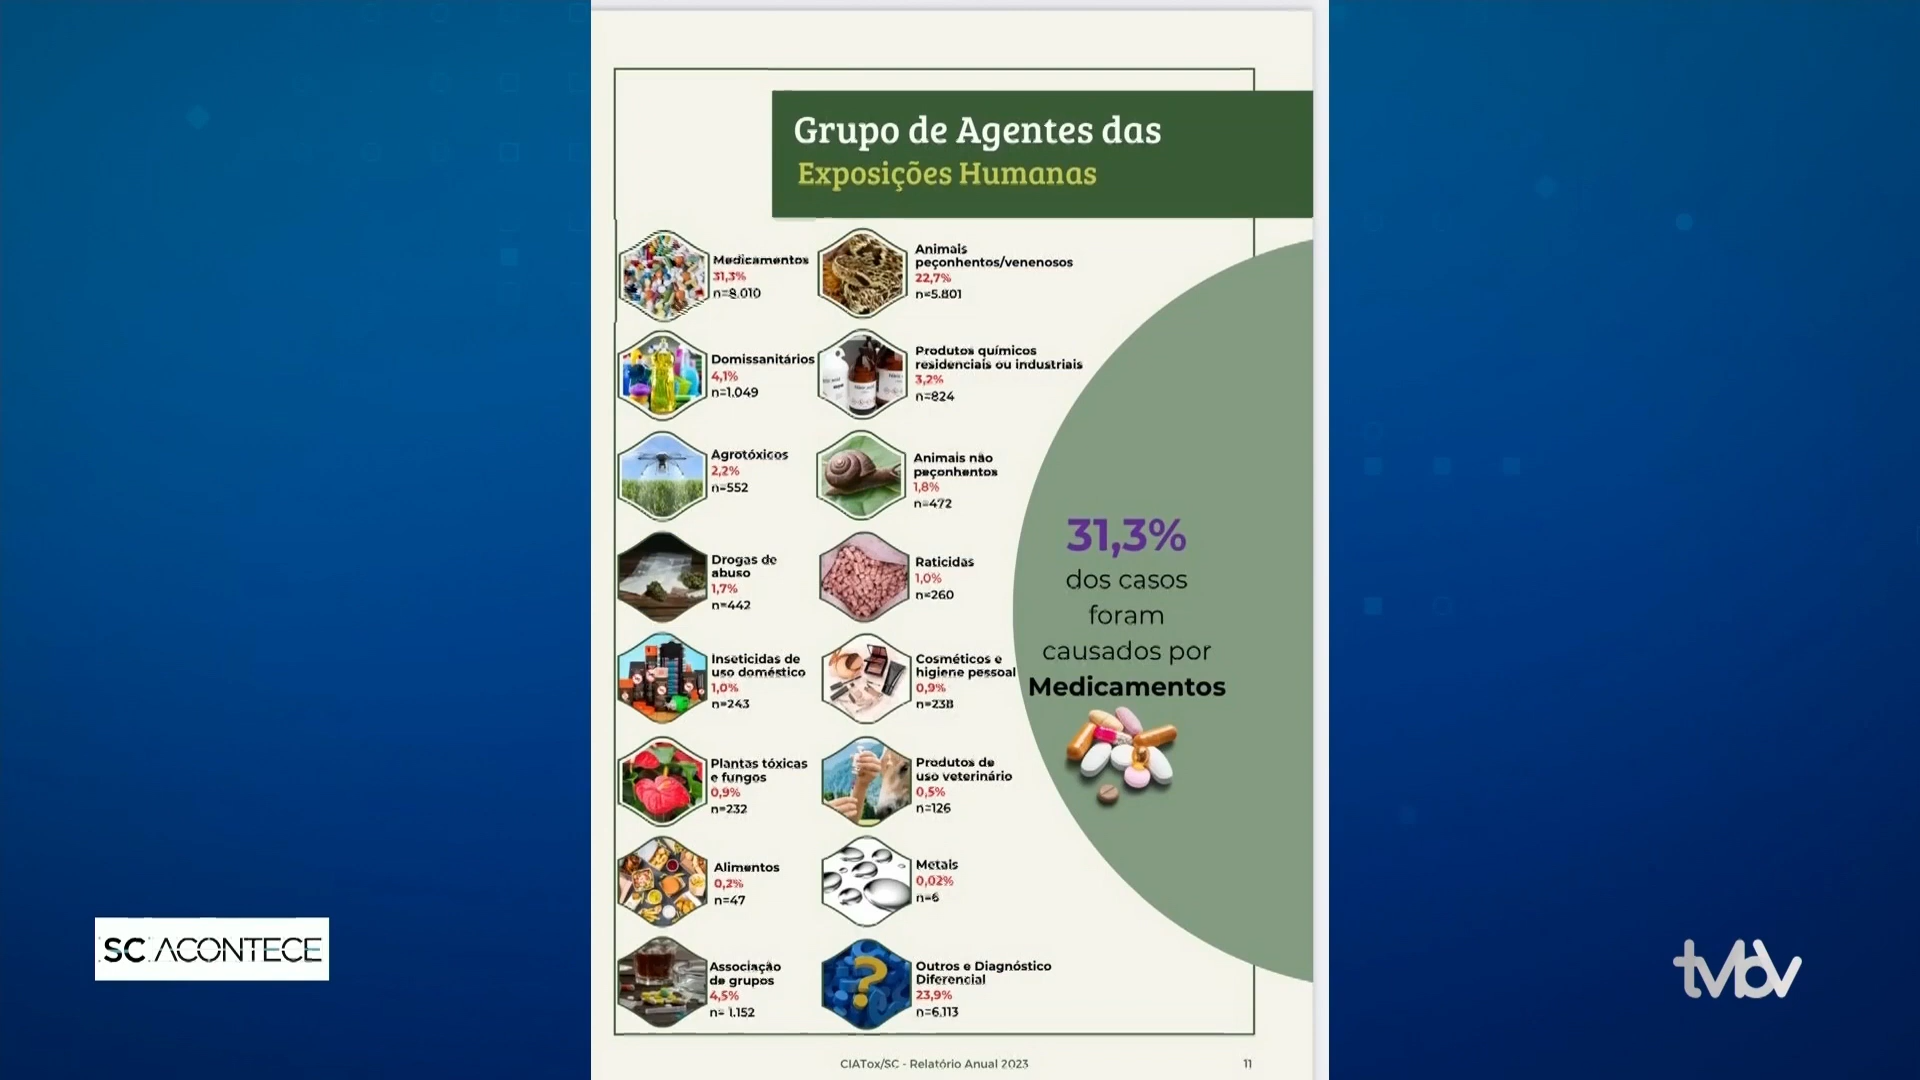 Grupo de Agentes das
Exposições Humanas
Medicamentos
31,3%
n=8.010
Animais
peçonhentos/venenosos
22,7%
n=5.801
Domissanitários
4,1%
n=1.049
Produtos químicos
residenciais ou industriais
3,2%
n=824
Agrotóxicos
2,2%
n=552
Animais não
peçonhentos
1,8%
n=472
Drogas de
abuso
1,7%
n=442
Raticidas
1,0%
n=260
Inseticidas de
uso doméstico
1,0%
n=243
Cosméticos e
higiene pessoal
0,9%
n=238
Plantas tóxicas
e fungos
0,9%
n=232
Produtos de
uso veterinário
0,5%
n=126
Alimentos
0,2%
n=47
Metais
0,02%
n=6
Associação
de grupos
4,5%
n= 1.152
Outros e Diagnóstico
Diferencial
23,9%
n=6.113
31,3%
dos casos
foram
causados por
Medicamentos
CIATox/SC - Relatório Anual 2023
11
SC ACONTECE
tvbv